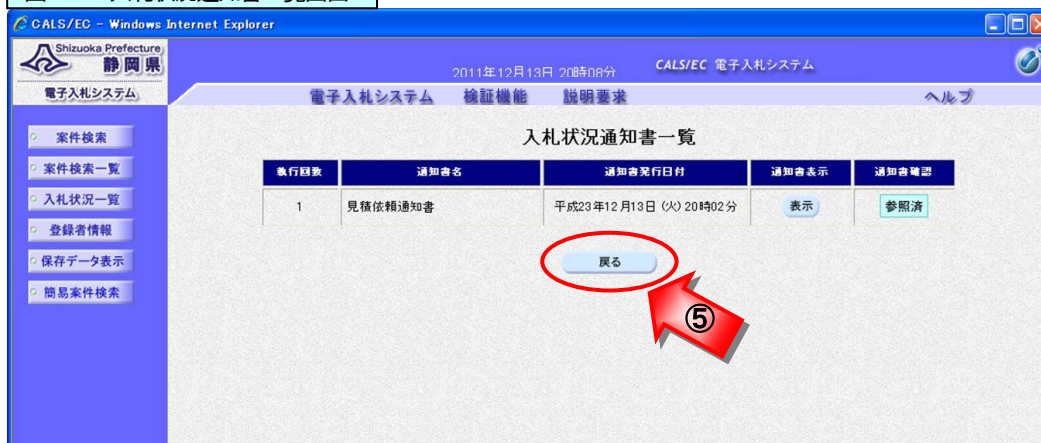 CALS/EC - Windows Internet Explorer
Shizuoka Prefecture
静岡県
電子入札システム
2011年12月13日 20時08分
CALS/EC 電子入札システム
電子入札システム 検証機能 説明要求 ヘルプ
案件検索
案件検索一覧
入札状況一覧
登録者情報
保存データ表示
簡易案件検索
入札状況通知書一覧
執行回数 通知書名 通知書発行日付 通知書表示 通知書確認
1 見積依頼通知書 平成23年12月13日 (火) 20時02分 表示 参照済
戻る
⑤